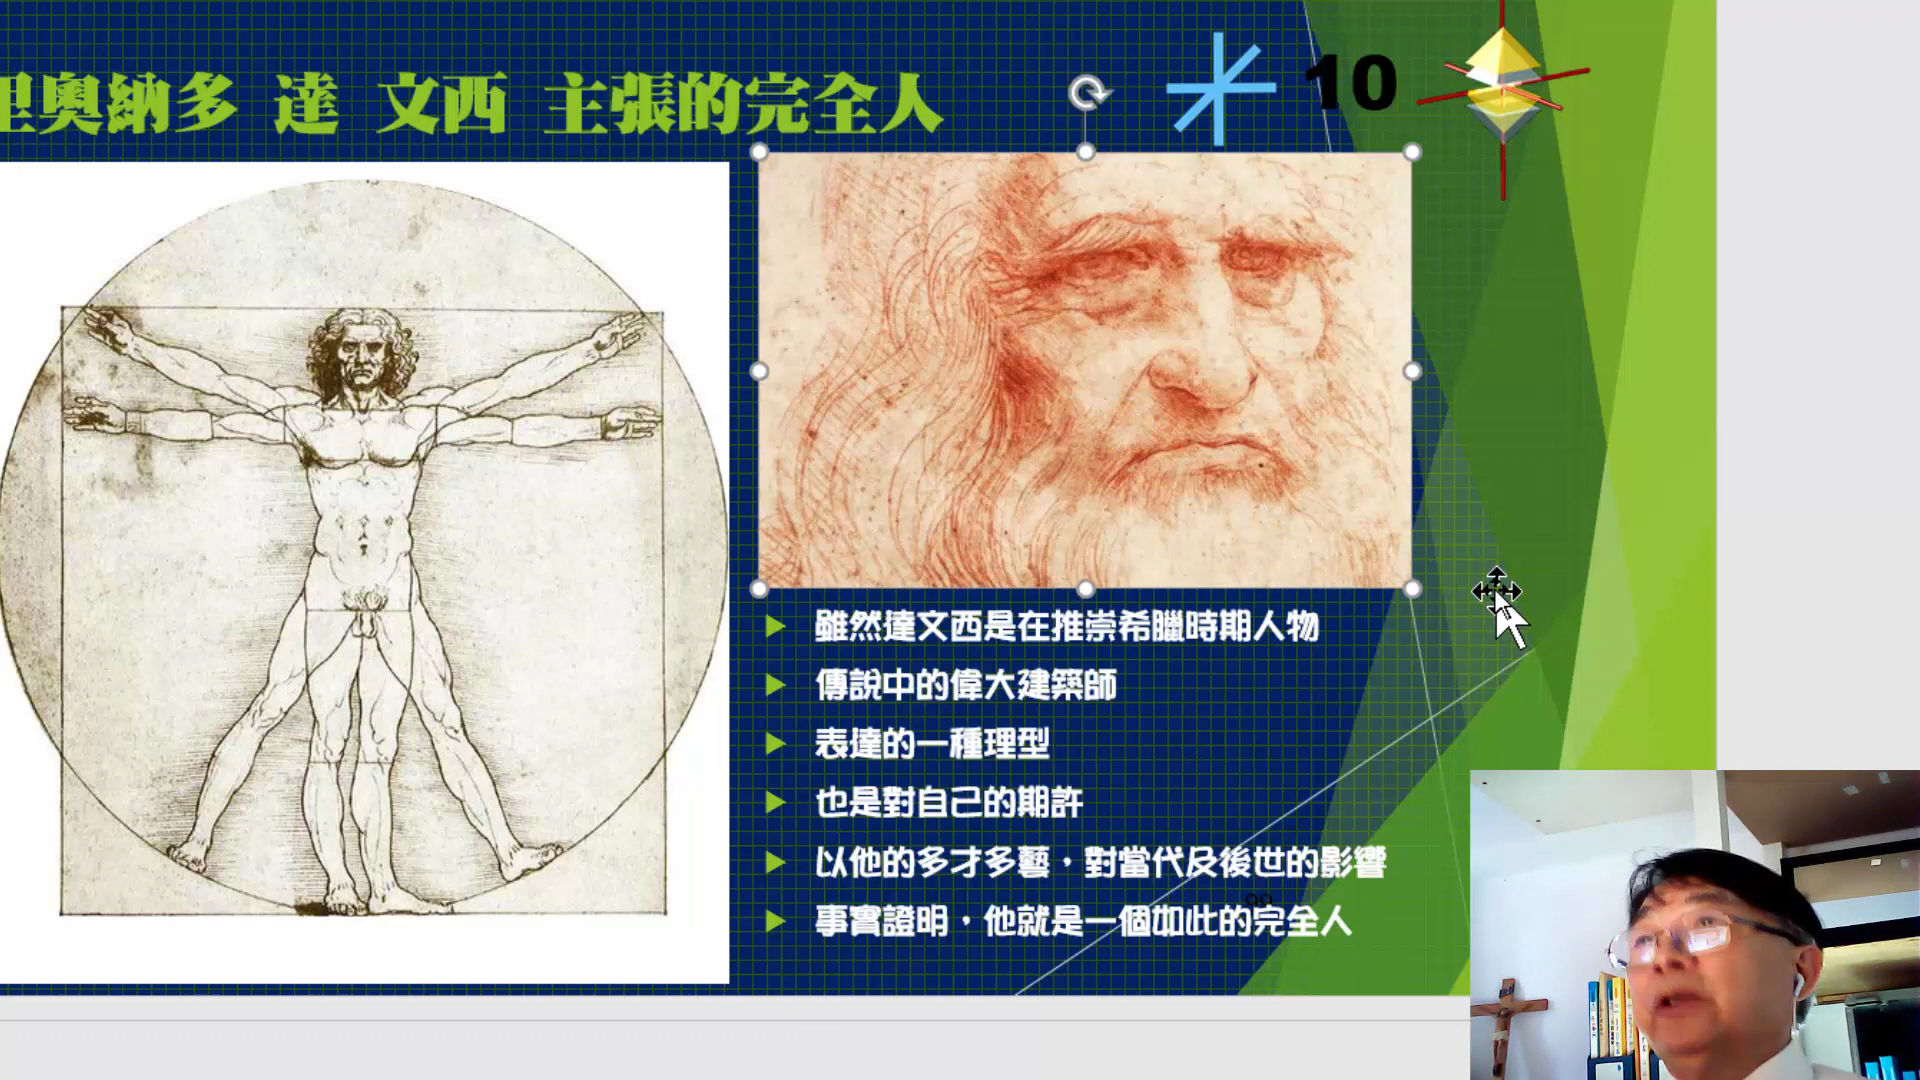 里奧納多 達 文西 主張的完全人
10
雖然達文西是在推崇希臘時期人物
傳說中的偉大建築師
表達的一種理型
也是對自己的期許
以他的多才多藝，對當代及後世的影響
事實證明，他就是一個如此的完全人